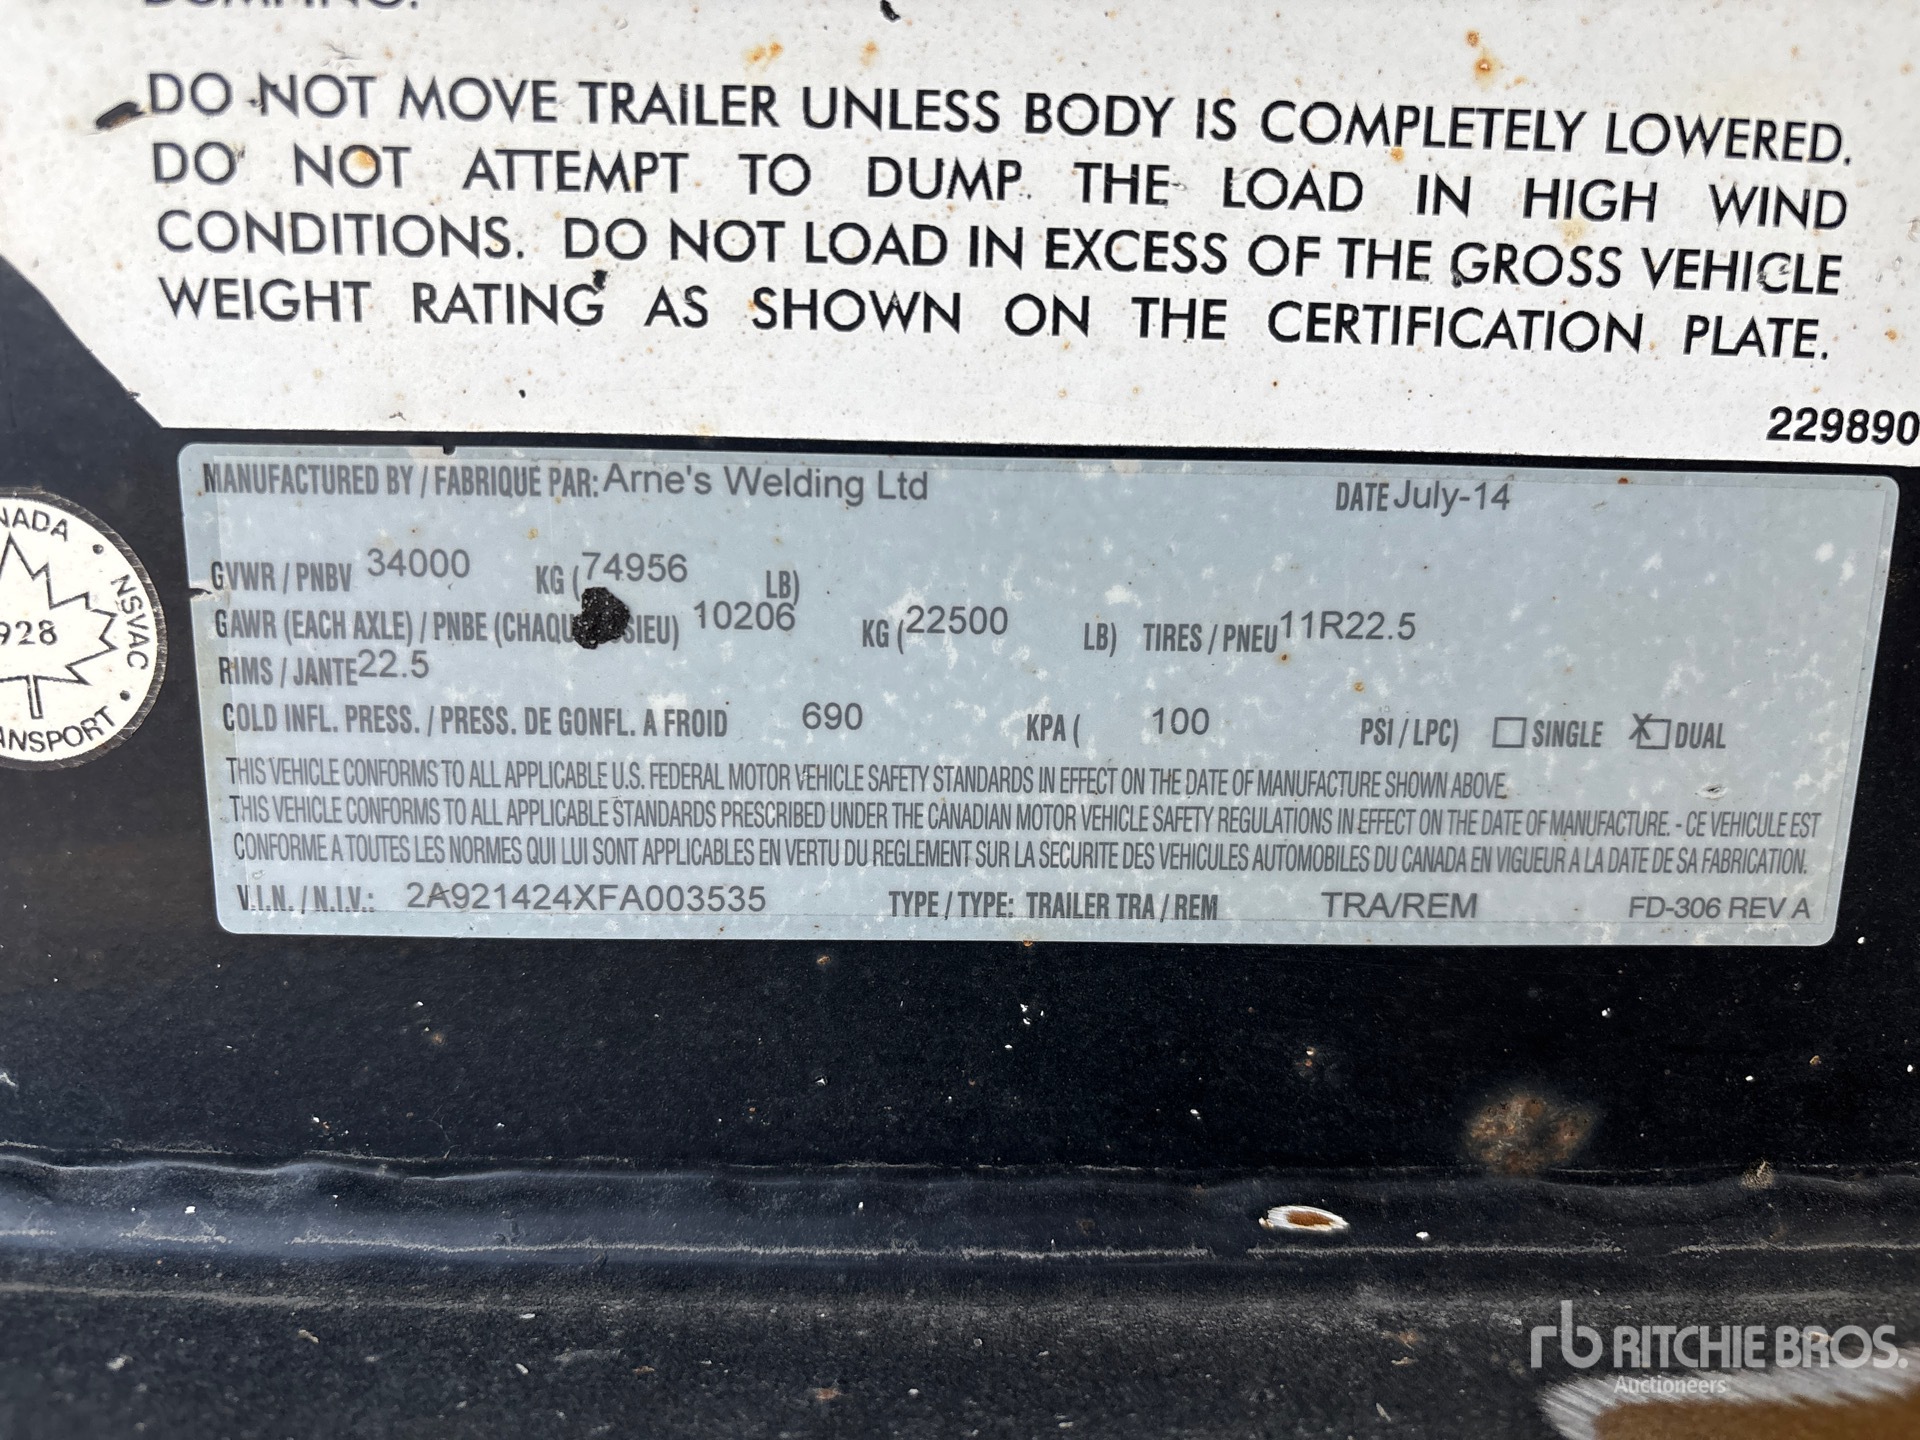 DUMPING.
DO NOT MOVE TRAILER UNLESS BODY IS COMPLETELY LOWERED.
DO NOT ATTEMPT TO DUMP THE LOAD IN HIGH WIND
CONDITIONS. DO NOT LOAD IN EXCESS OF THE GROSS VEHICLE
WEIGHT RATING AS SHOWN ON THE CERTIFICATION PLATE.
229890
MANUFACTURED BY / FABRIQUE PAR: Arne's Welding Ltd DATE July-14
GVWR / PNBV 34000 KG (74956 LB)
GAWR (EACH AXLE) / PNBE (CHAQU SIEU) 10206 KG (22500 LB) TIRES / PNEU 11R22.5
RIMS / JANTE 22.5
COLD INFL. PRESS. / PRESS. DE GONFL. A FROID 690 KPA ( 100 PSI / LPC) SINGLE X DUAL
THIS VEHICLE CONFORMS TO ALL APPLICABLE U.S. FEDERAL MOTOR VEHICLE SAFETY STANDARDS IN EFFECT ON THE DATE OF MANUFACTURE SHOWN ABOVE.
THIS VEHICLE CONFORMS TO ALL APPLICABLE STANDARDS PRESCRIBED UNDER THE CANADIAN MOTOR VEHICLE SAFETY REGULATIONS IN EFFECT ON THE DATE OF MANUFACTURE. - CE VEHICULE EST
CONFORME A TOUTES LES NORMES QUI LUI SONT APPLICABLES EN VERTU DU REGLEMENT SUR LA SECURITE DES VEHICULES AUTOMOBILES DU CANADA EN VIGUEUR A LA DATE DE SA FABRICATION.
V.I.N. / N.I.V.: 2A921424XFA003535 TYPE / TYPE: TRAILER TRA / REM TRA/REM FD-306 REV A
NADA • NSVAC •
928
ANSPORT
rb RITCHIE BROS.
Auctioneers